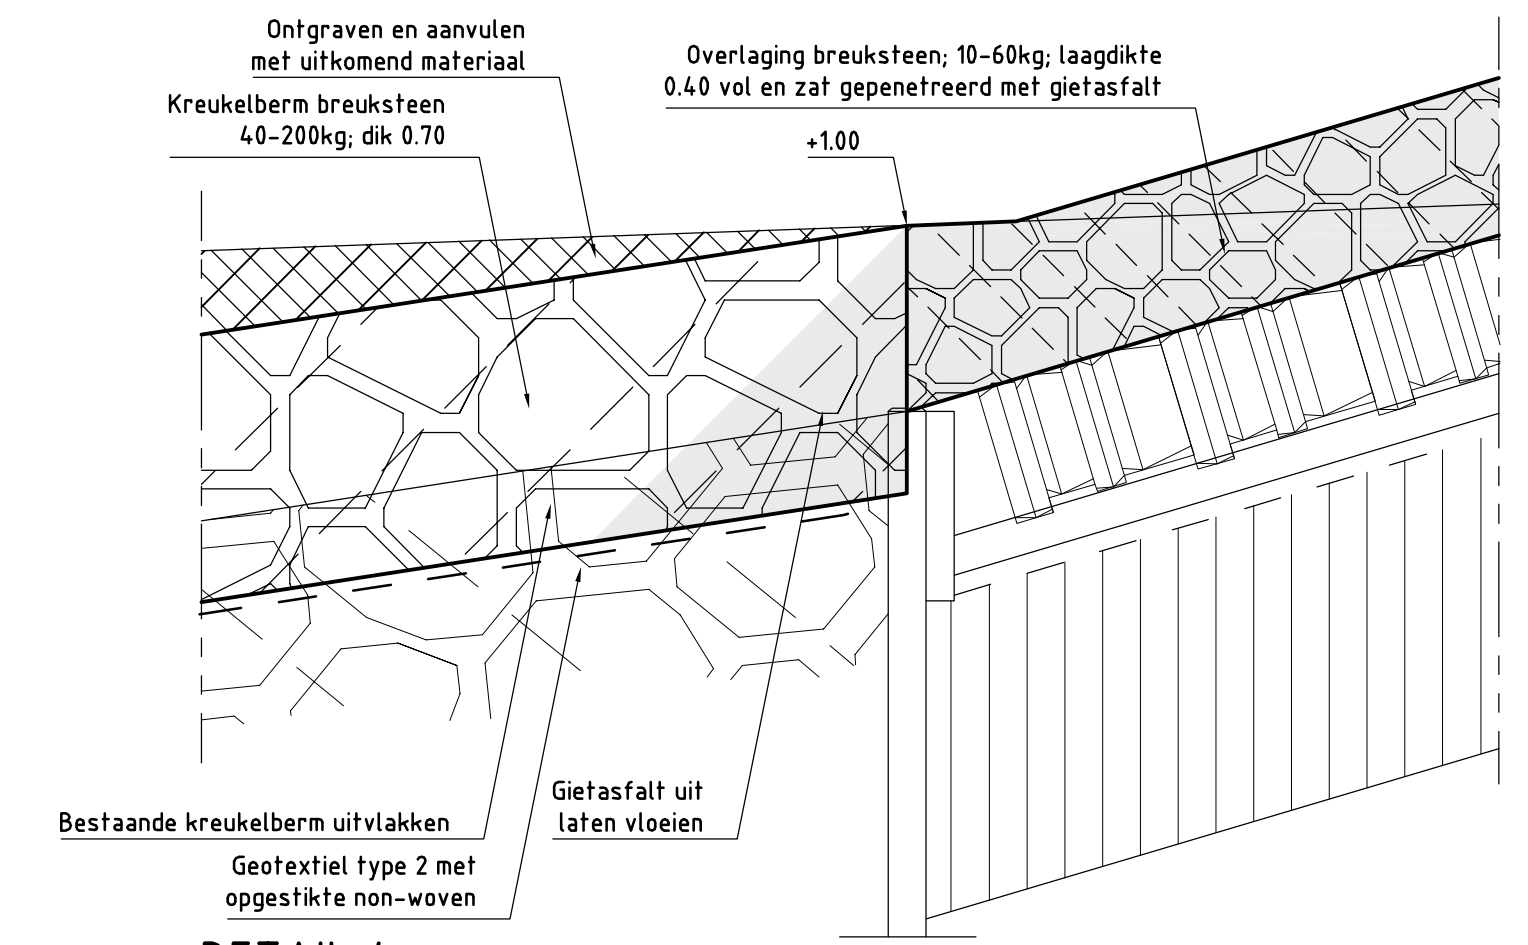 Ontgraven en aanvulen
met uitkomend materiaal
Kreukelberm breuksteen
40-200kg; dik 0.70
Overlaging breuksteen; 10-60kg; laagdikte
0.40 vol en zat gepenetreerd met gietasfalt
+1.00
Gietasfalt uit
laten vloeien
Bestaande kreukelberm uitvlakken
Geotextiel type 2 met
opgestikte non-woven